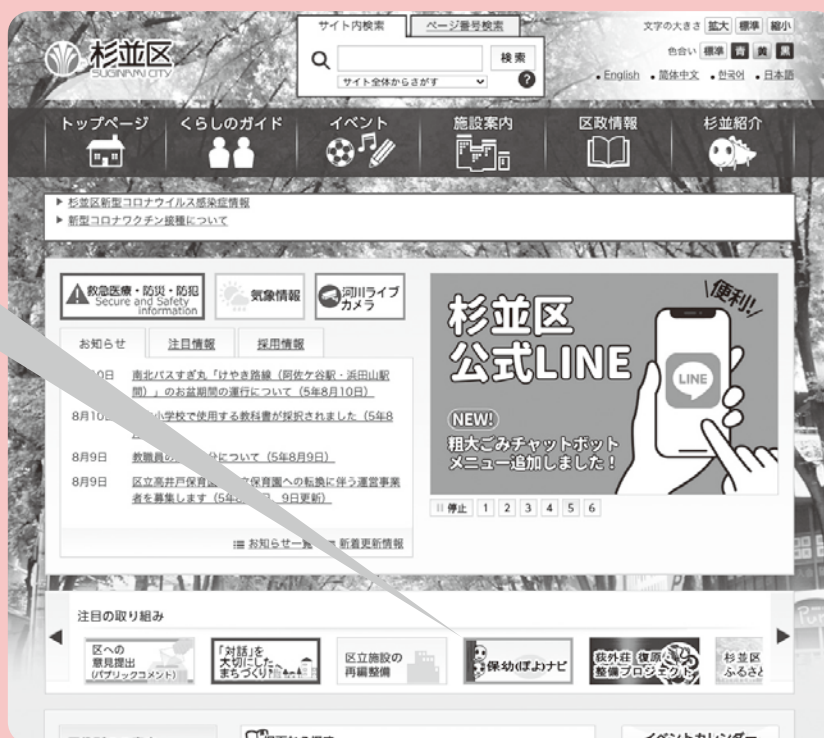 杉並区
SUGINAMI CITY
サイト内検索
ページ番号検索
検索
サイト全体からさがす
?
文字の大きさ 拡大 標準 縮小
色合い 標準 青 黄 黒
English 简体中文 한국어 日本語
トップページ
くらしのガイド
イベント
施設案内
区政情報
杉並紹介
杉並区新型コロナウイルス感染症情報
新型コロナワクチン接種について
救急医療・防災・防犯
Secure and Safety
information
気象情報
河川ライブ
カメラ
お知らせ
注目情報
採用情報
10日 南北バスすぎ丸「けやき路線（阿佐ケ谷駅・浜田山駅
間）」のお盆期間の運行について（5年8月10日）
8月10日 小学校で使用する教科書が採択されました（5年8
8月9日 教職員の 分について（5年8月9日）
8月9日 区立高井戸保育園 立保育園への転換に伴う運営事業
者を募集します（5年8 日、9日更新）
お知らせ一覧 新着更新情報
杉並区
公式LINE
便利!
LINE
NEW!
粗大ごみチャットボット
メニュー追加しました！
停止 1 2 3 4 5 6
注目の取り組み
区への
意見提出
(パブリックコメント)
「対話」を
大切にした
まちづくり
区立施設の
再編整備
保幼(ほよ)ナビ
荻外荘 復原
整備プロジェクト
杉並区
ふるさと
イベントカレンダー